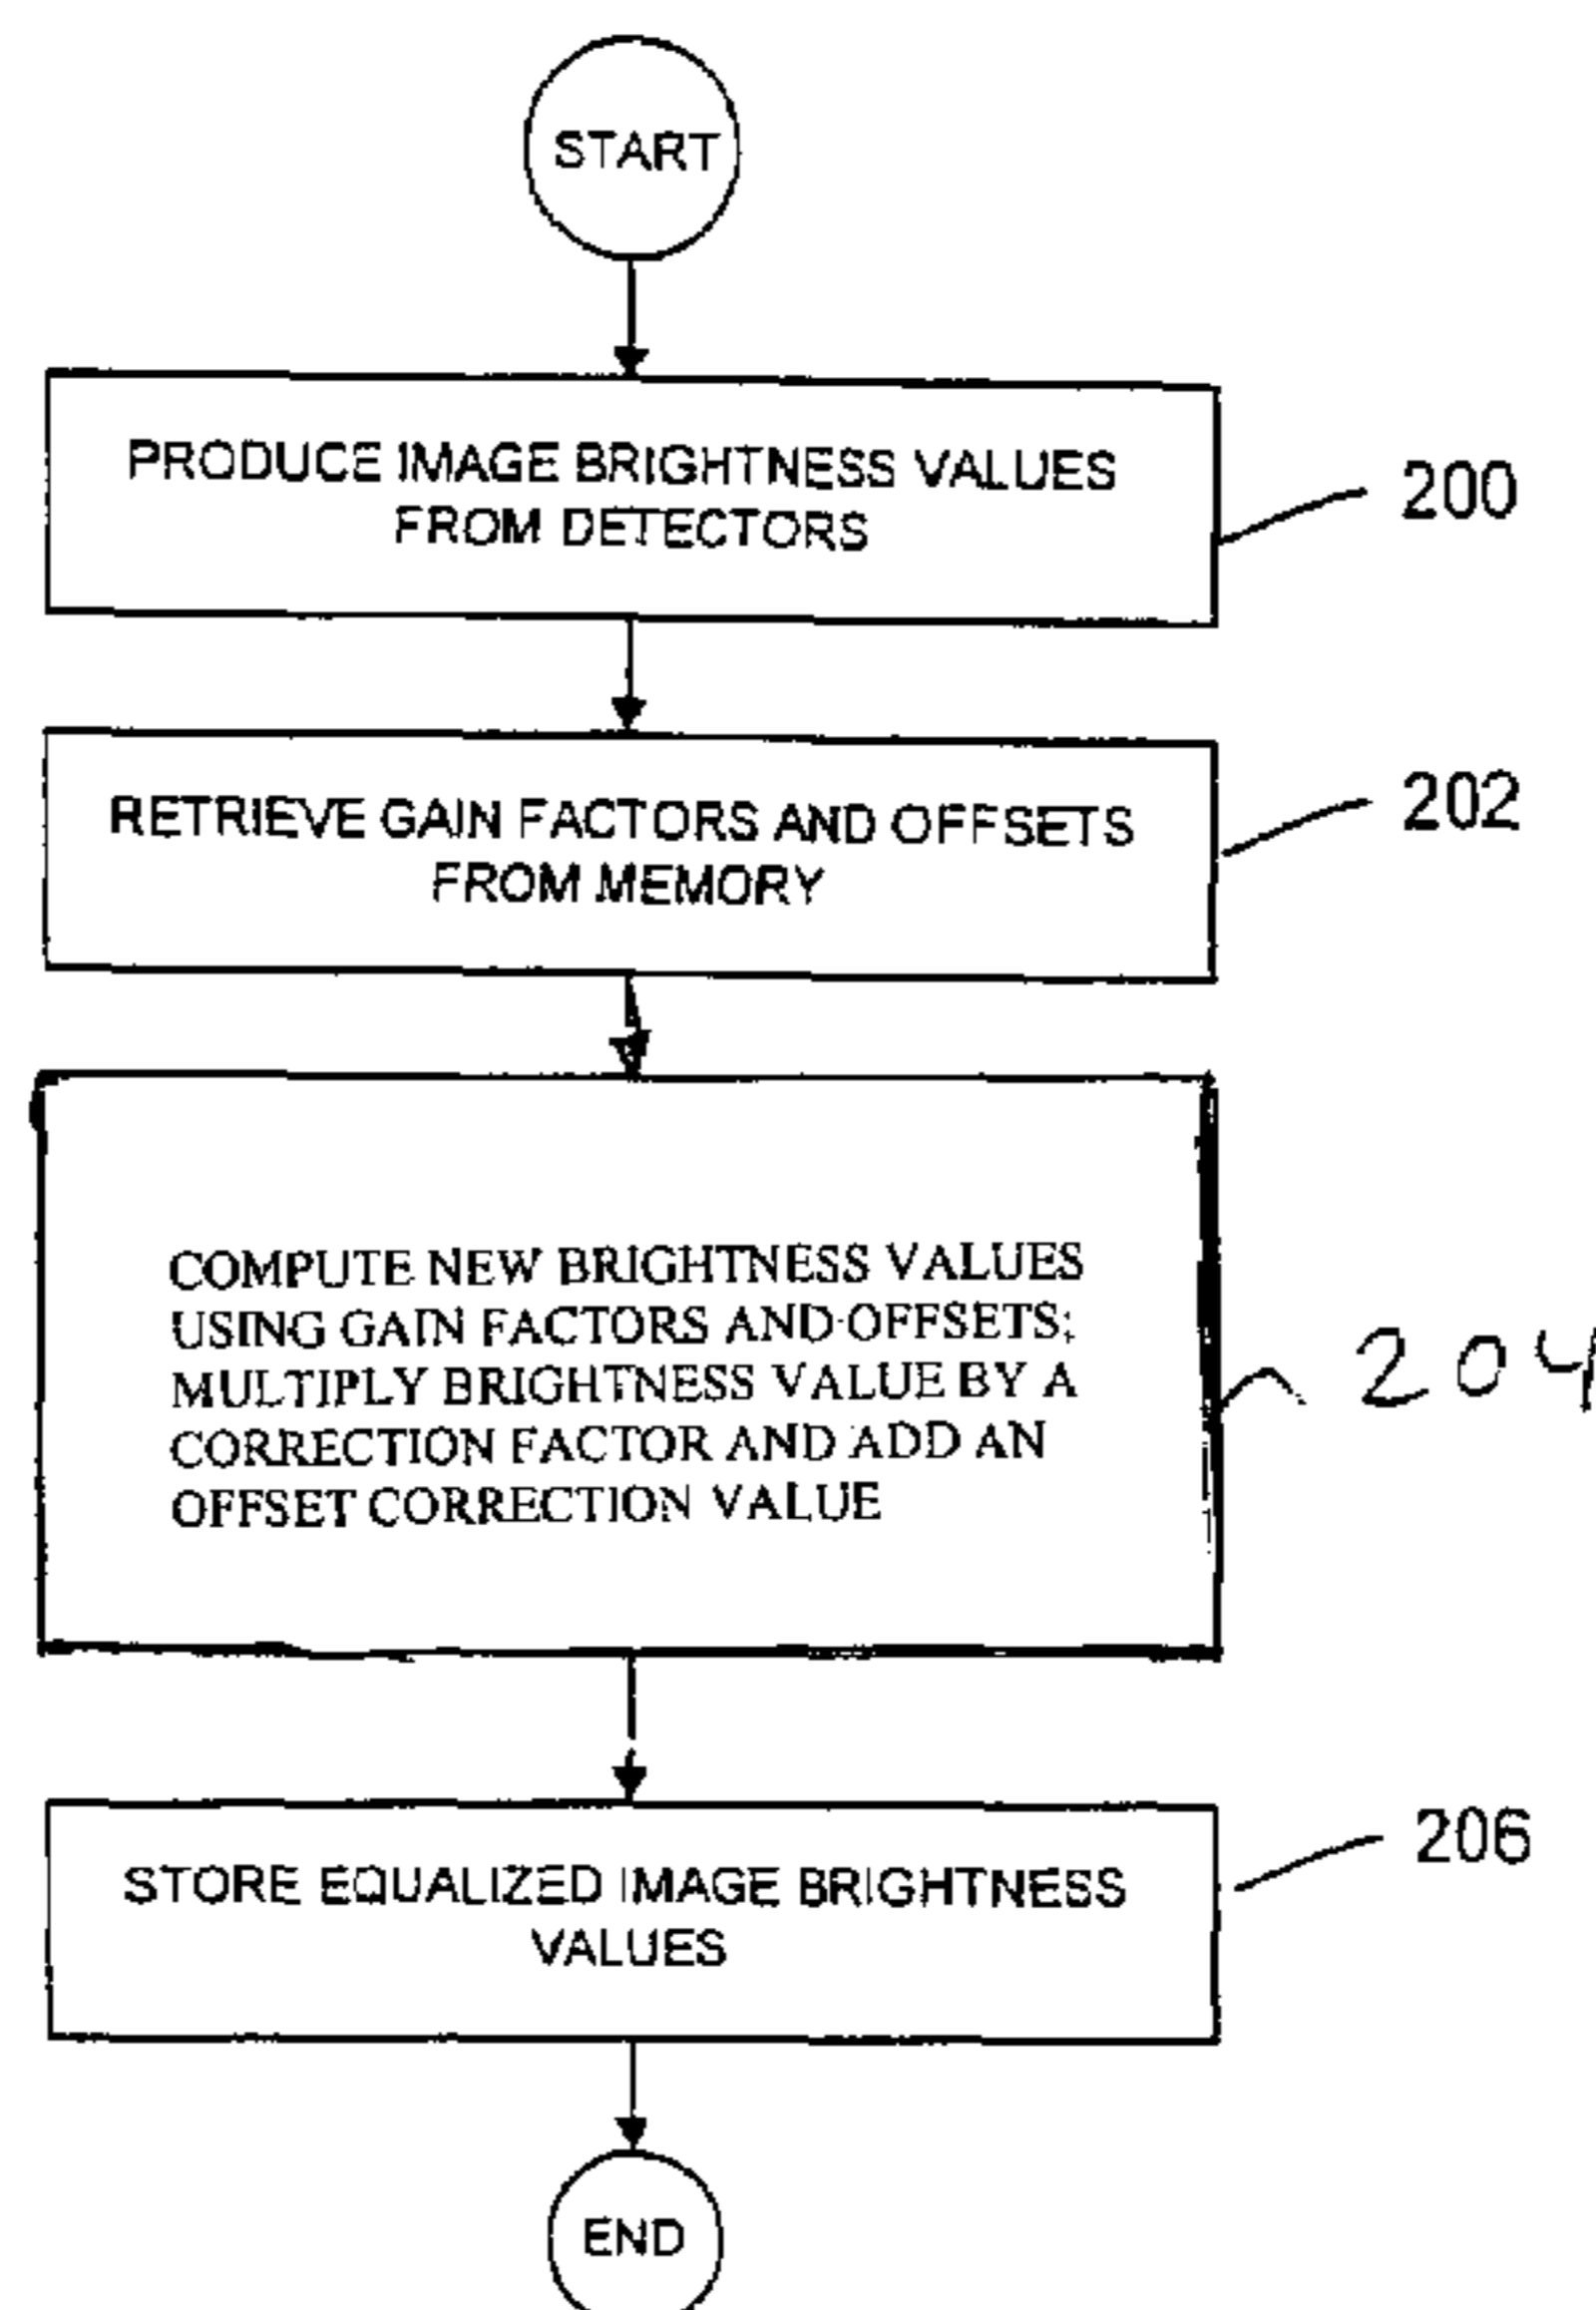 START
PRODUCE IMAGE BRIGHTNESS VALUES
FROM DETECTORS
200
RETRIEVE GAIN FACTORS AND OFFSETS
FROM MEMORY
202
COMPUTE NEW BRIGHTNESS VALUES
USING GAIN FACTORS AND OFFSETS;
MULTIPLY BRIGHTNESS VALUE BY A
CORRECTION FACTOR AND ADD AN
OFFSET CORRECTION VALUE
204
STORE EQUALIZED IMAGE BRIGHTNESS
VALUES
206
END